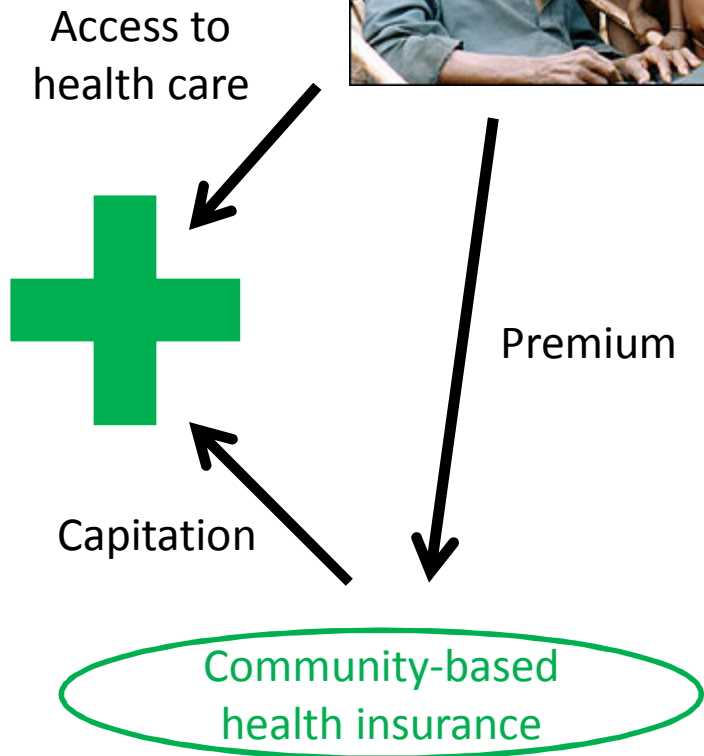 Access to
health care
Premium
Capitation
Community-based
health insurance